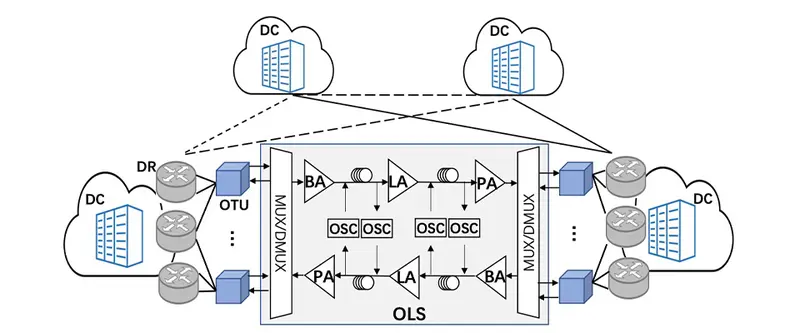 DC
DC
DR
DC
OTU
...
MUX/DMUX
BA
LA
PA
OSC
OSC
OSC
OSC
PA
LA
BA
MUX/DMUX
...
DC
OLS